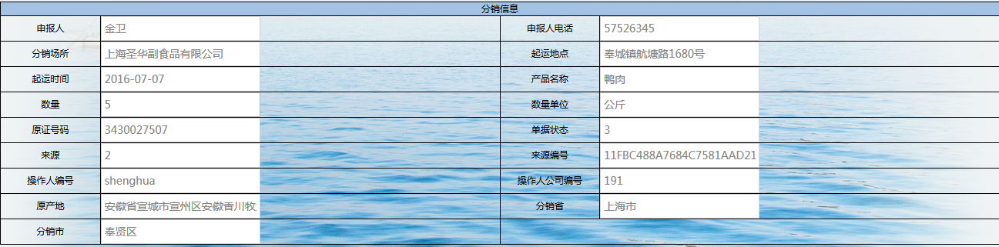 分销信息
申报人 金卫 申报人电话 57526345
分销场所 上海圣华副食品有限公司 起运地点 奉城镇航塘路1680号
起运时间 2016-07-07 产品名称 鸭肉
数量 5 数量单位 公斤
原证号码 3430027507 单据状态 3
来源 2 来源编号 11FBC488A7684C7581AAD21
操作人编号 shenghua 操作人公司编号 191
原产地 安徽省宣城市宣州区安徽香川牧 分销省 上海市
分销市 奉贤区